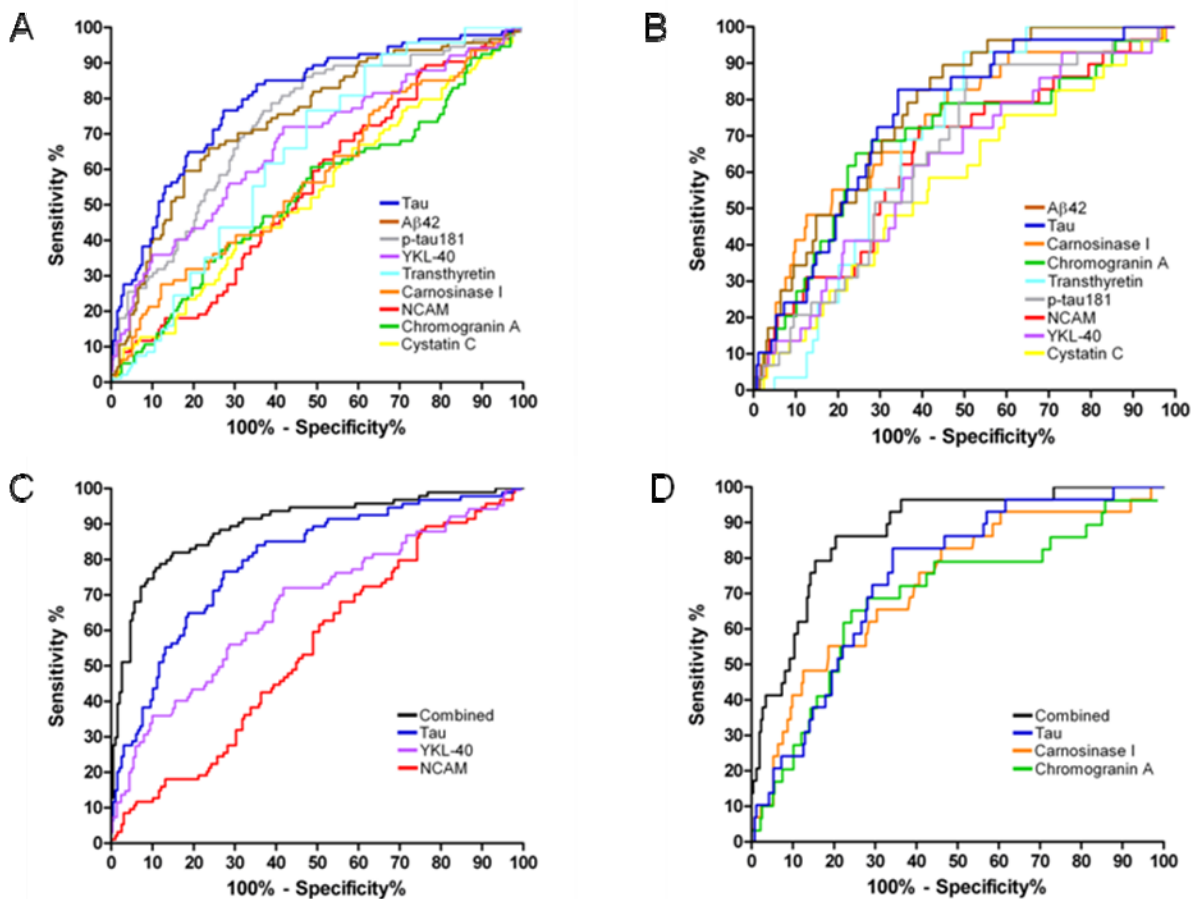 A
Sensitivity %
100
90
80
70
60
50
40
30
20
10
0
Tau
Aβ42
p-tau181
YKL-40
Transthyretin
Carnosinase I
NCAM
Chromogranin A
Cystatin C
0 10 20 30 40 50 60 70 80 90 100
100% - Specificity%
B
Sensitivity %
100
90
80
70
60
50
40
30
20
10
0
Aβ42
Tau
Carnosinase I
Chromogranin A
Transthyretin
p-tau181
NCAM
YKL-40
Cystatin C
0 10 20 30 40 50 60 70 80 90 100
100% - Specificity%
C
Sensitivity %
100
90
80
70
60
50
40
30
20
10
0
Combined
Tau
YKL-40
NCAM
0 10 20 30 40 50 60 70 80 90 100
100% - Specificity%
D
Sensitivity %
100
90
80
70
60
50
40
30
20
10
0
Combined
Tau
Carnosinase I
Chromogranin A
0 10 20 30 40 50 60 70 80 90 100
100% - Specificity%